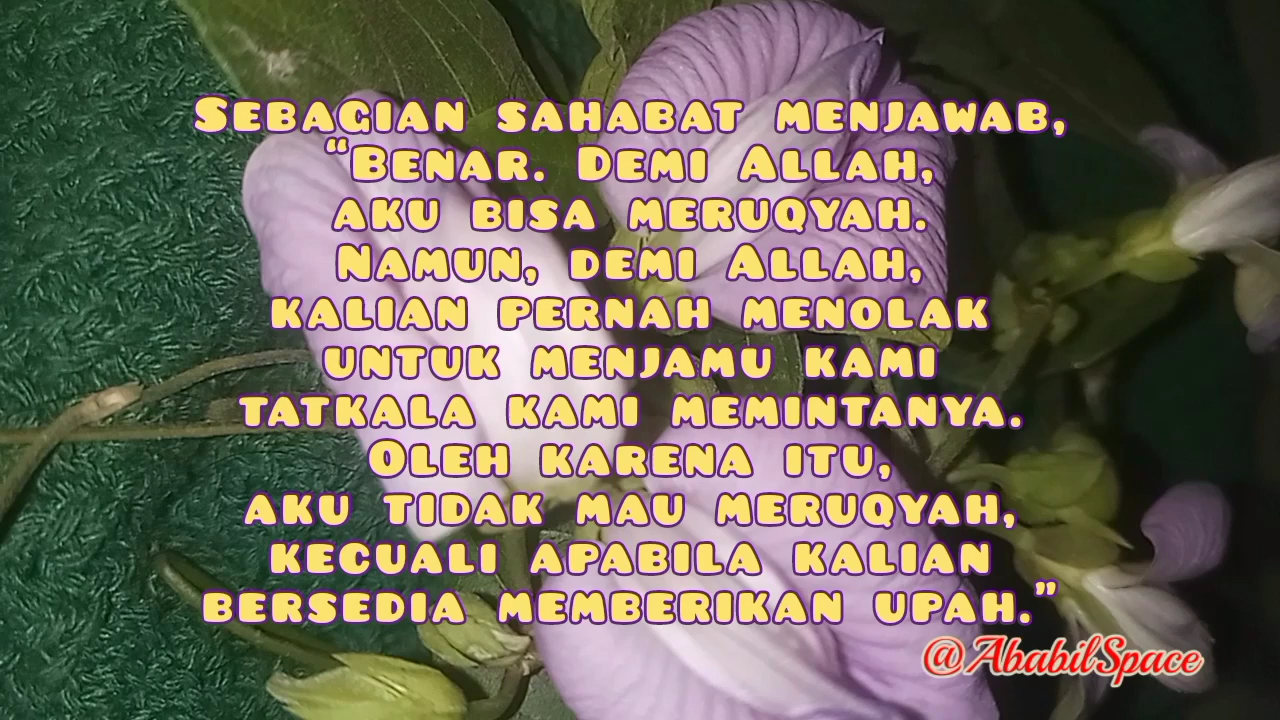 Sebagian sahabat menjawab,
“Benar. Demi Allah,
aku bisa meruqyah.
Namun, demi Allah,
kalian pernah menolak
untuk menjamu kami
tatkala kami memintanya.
Oleh karena itu,
aku tidak mau meruqyah,
kecuali apabila kalian
bersedia memberikan upah.”
@AbabilSpace